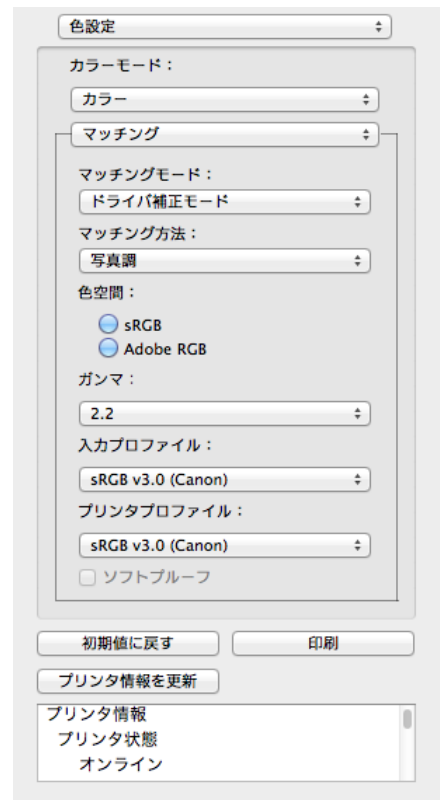 色設定
カラーモード：
カラー
マッチング
マッチングモード：
ドライバ補正モード
マッチング方法：
写真調
色空間：
sRGB
Adobe RGB
ガンマ：
2.2
入力プロファイル：
sRGB v3.0 (Canon)
プリンタプロファイル：
sRGB v3.0 (Canon)
ソフトプルーフ
初期値に戻す 印刷
プリンタ情報を更新
プリンタ情報
プリンタ状態
オンライン